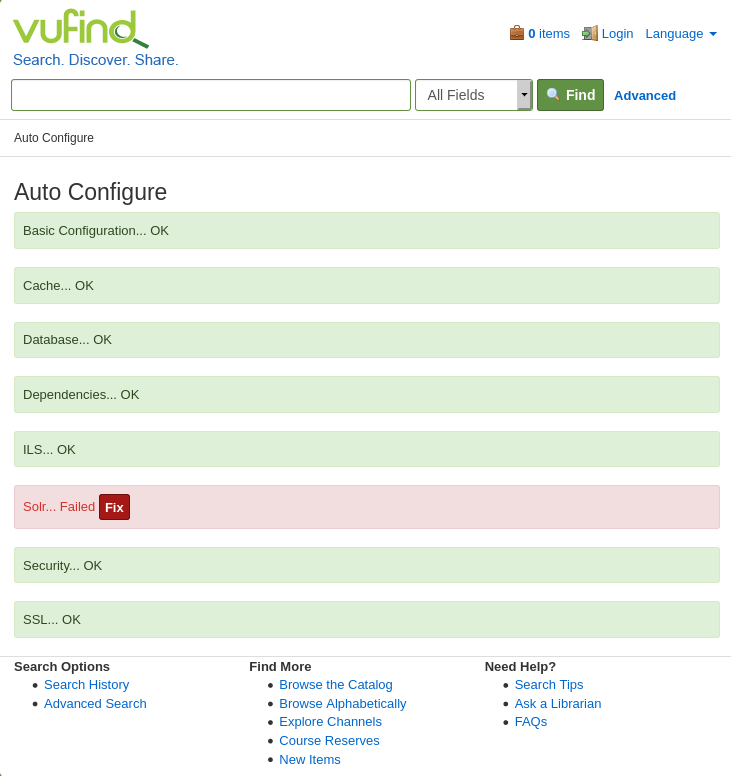 vufind
Search. Discover. Share.
0 items Login Language
All Fields Find Advanced
Auto Configure
Auto Configure
Basic Configuration... OK
Cache... OK
Database... OK
Dependencies... OK
ILS... OK
Solr... Failed Fix
Security... OK
SSL... OK
Search Options
Search History
Advanced Search
Find More
Browse the Catalog
Browse Alphabetically
Explore Channels
Course Reserves
New Items
Need Help?
Search Tips
Ask a Librarian
FAQs